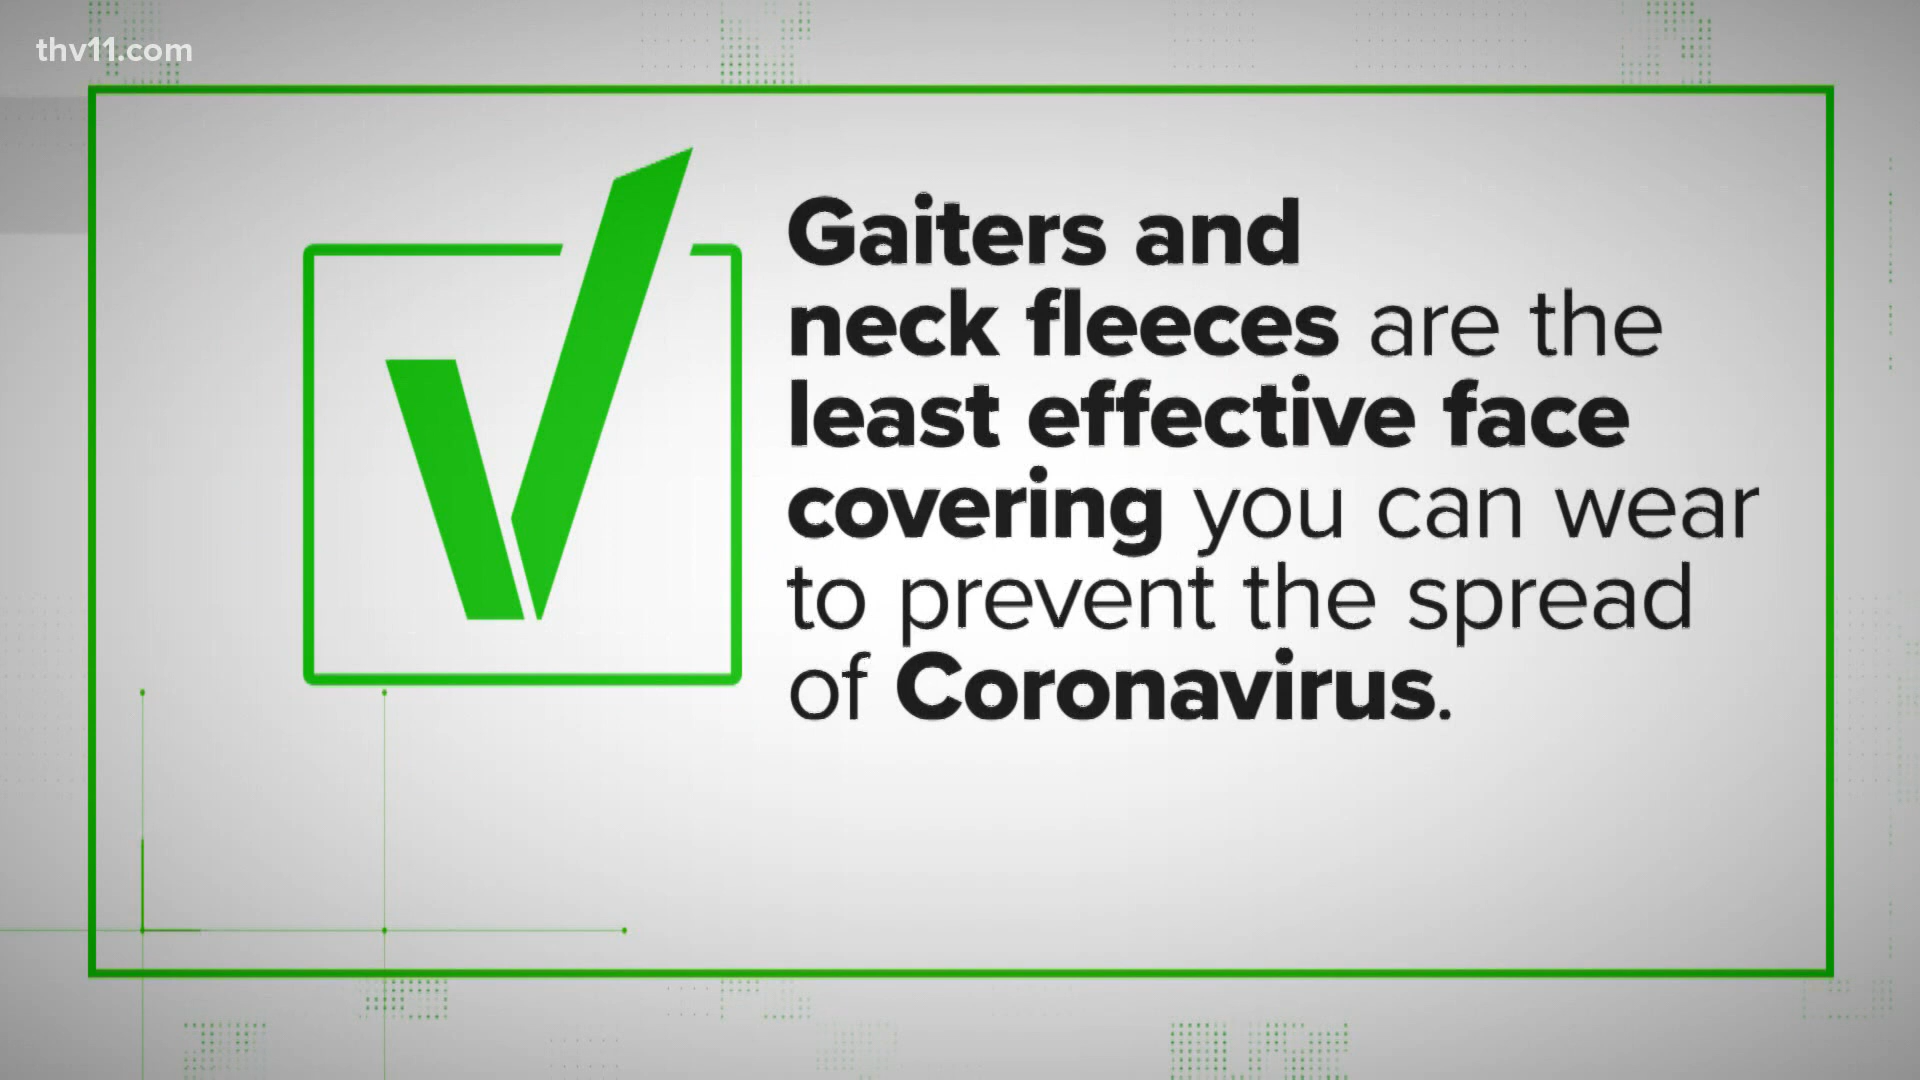 thv11.com
Gaiters and
neck fleeces are the
least effective face
covering you can wear
to prevent the spread
of Coronavirus.